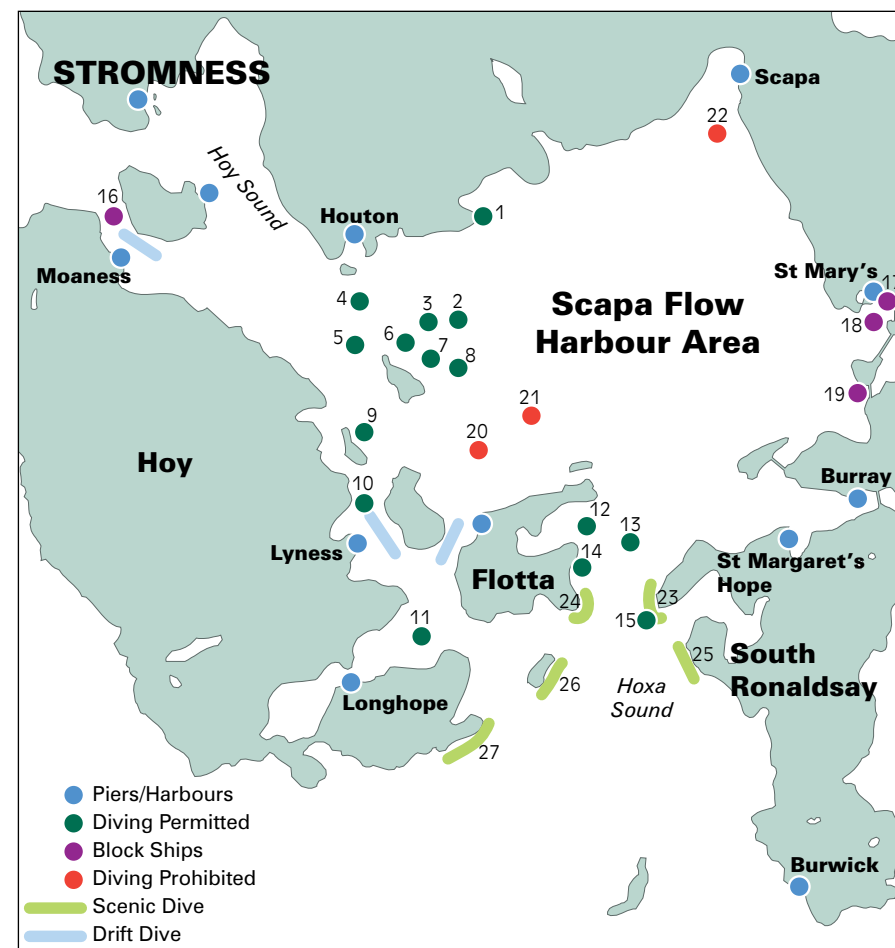 STROMNESS
Scapa
22
Hoy Sound
16
Houton
1
Moaness
St Mary's
17
4
3
2
Scapa Flow
Harbour Area
18
5
6
7
8
19
21
9
20
Hoy
10
Burray
12
13
Lyness
14
St Margaret's
Hope
Flotta
24
23
15
11
25
South
Ronaldsay
26
Hoxa
Sound
Longhope
27
Piers/Harbours
Diving Permitted
Block Ships
Diving Prohibited
Scenic Dive
Drift Dive
Burwick